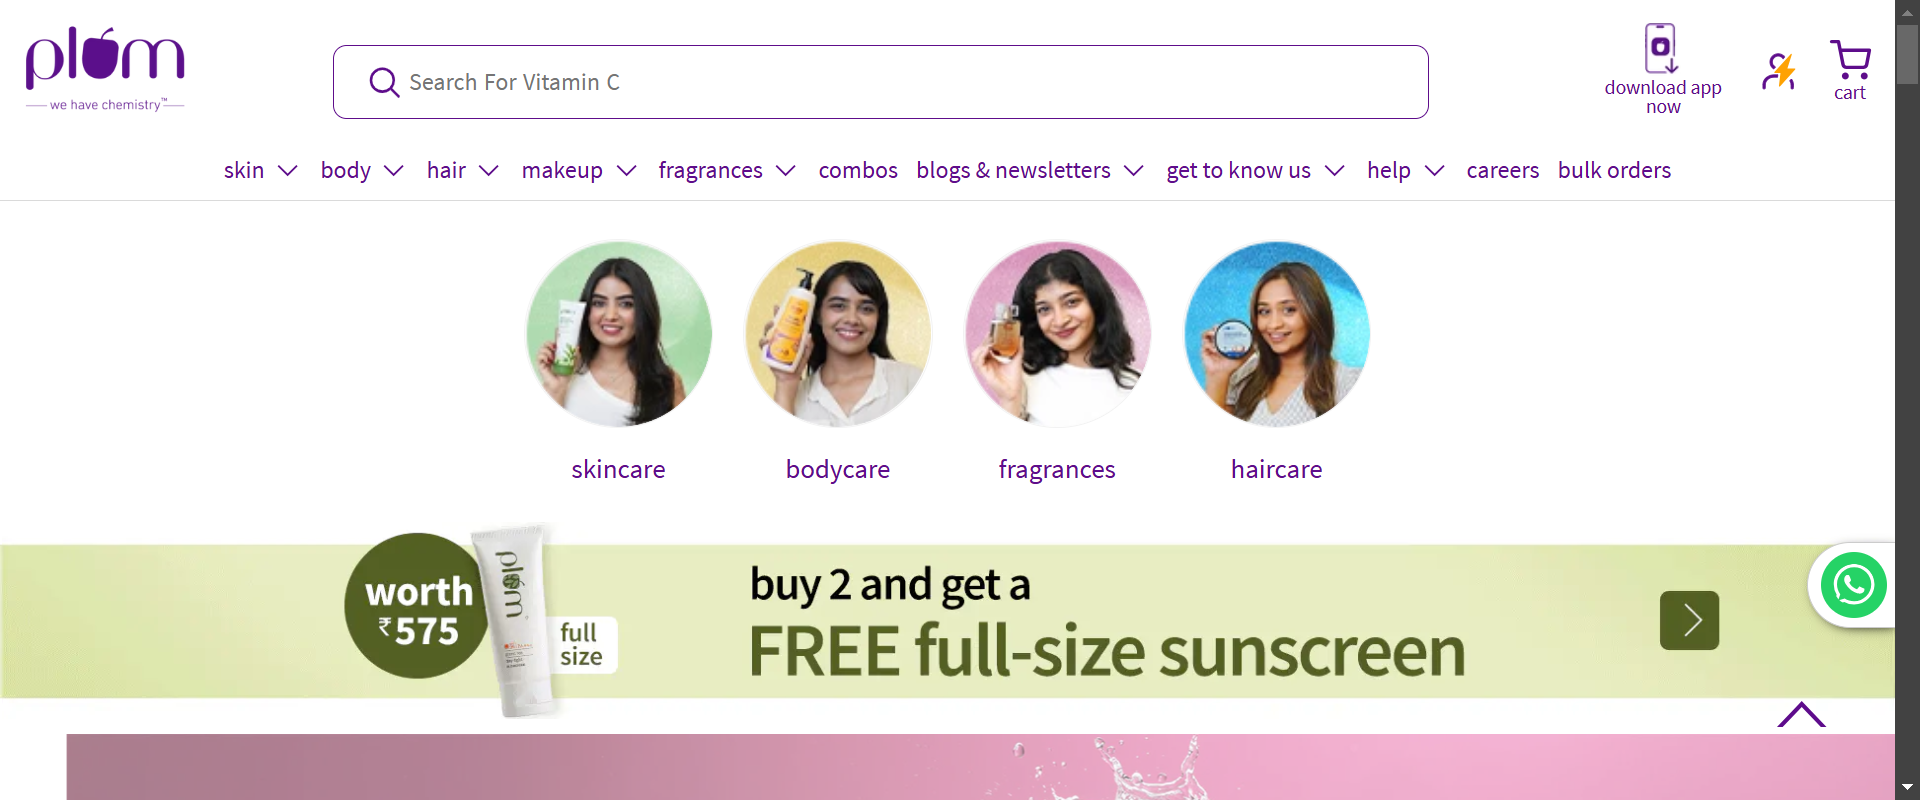 plum
we have chemistry™
Search For Vitamin C
download app
now
cart
skin
body
hair
makeup
fragrances
combos
blogs & newsletters
get to know us
help
careers
bulk orders
skincare
bodycare
fragrances
haircare
worth
₹575
plum
full
size
buy 2 and get a
FREE full-size sunscreen